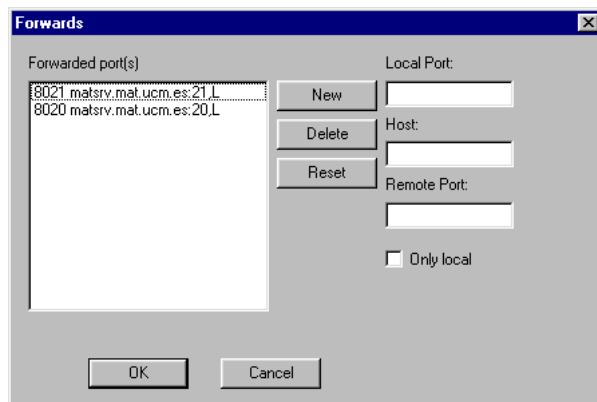 Forwards
Forwarded port(s)
8021 matsrv.mat.ucm.es:21,L
8020 matsrv.mat.ucm.es:20,L
New
Delete
Reset
Local Port:
Host:
Remote Port:
Only local
OK
Cancel